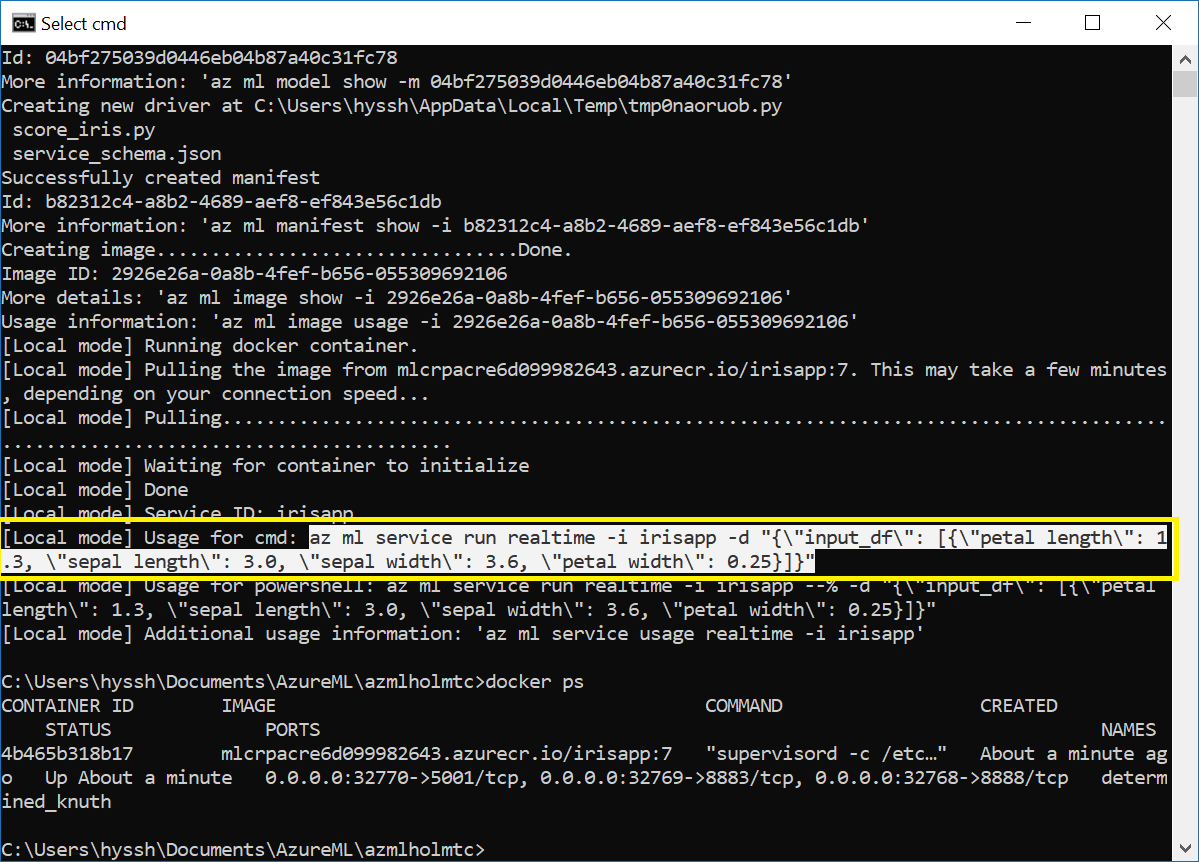 Select cmd
Id: 04bf275039d0446eb04b87a40c31fc78
More information: 'az ml model show -m 04bf275039d0446eb04b87a40c31fc78'
Creating new driver at C:\Users\hyssh\AppData\Local\Temp\tmp0naoruob.py
 score_iris.py
 service_schema.json
Successfully created manifest
Id: b82312c4-a8b2-4689-aef8-ef843e56c1db
More information: 'az ml manifest show -i b82312c4-a8b2-4689-aef8-ef843e56c1db'
Creating image.................................Done.
Image ID: 2926e26a-0a8b-4fef-b656-055309692106
More details: 'az ml image show -i 2926e26a-0a8b-4fef-b656-055309692106'
Usage information: 'az ml image usage -i 2926e26a-0a8b-4fef-b656-055309692106'
[Local mode] Running docker container.
[Local mode] Pulling the image from mlcrpacre6d099982643.azurecr.io/irisapp:7. This may take a few minutes
, depending on your connection speed...
[Local mode] Pulling......................................................................................
.........................................
[Local mode] Waiting for container to initialize
[Local mode] Done
[Local mode] Service ID: irisapp
[Local mode] Usage for cmd: az ml service run realtime -i irisapp -d "{\"input_df\": [{\"petal length\": 1
.3, \"sepal length\": 3.0, \"sepal width\": 3.6, \"petal width\": 0.25}]}"
[Local mode] Usage for powershell: az ml service run realtime -i irisapp --% -d "{\"input_df\": [{\"petal
length\": 1.3, \"sepal length\": 3.0, \"sepal width\": 3.6, \"petal width\": 0.25}]}"
[Local mode] Additional usage information: 'az ml service usage realtime -i irisapp'
C:\Users\hyssh\Documents\AzureML\azmlholmtc>docker ps
CONTAINER ID        IMAGE                                       COMMAND                  CREATED
    STATUS              PORTS                                                                       NAMES
4b465b318b17        mlcrpacre6d099982643.azurecr.io/irisapp:7   "supervisord -c /etc…"   About a minute ag
o   Up About a minute   0.0.0.0:32770->5001/tcp, 0.0.0.0:32769->8883/tcp, 0.0.0.0:32768->8888/tcp   determ
ined_knuth
C:\Users\hyssh\Documents\AzureML\azmlholmtc>